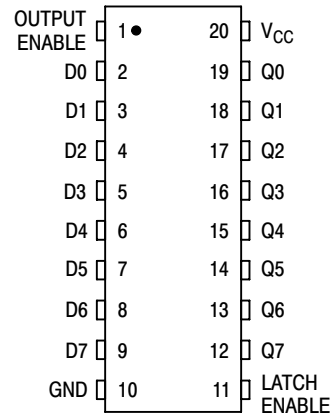 OUTPUT
ENABLE 1 20 VCC
D0 2 19 Q0
D1 3 18 Q1
D2 4 17 Q2
D3 5 16 Q3
D4 6 15 Q4
D5 7 14 Q5
D6 8 13 Q6
D7 9 12 Q7
GND 10 11 LATCH
ENABLE